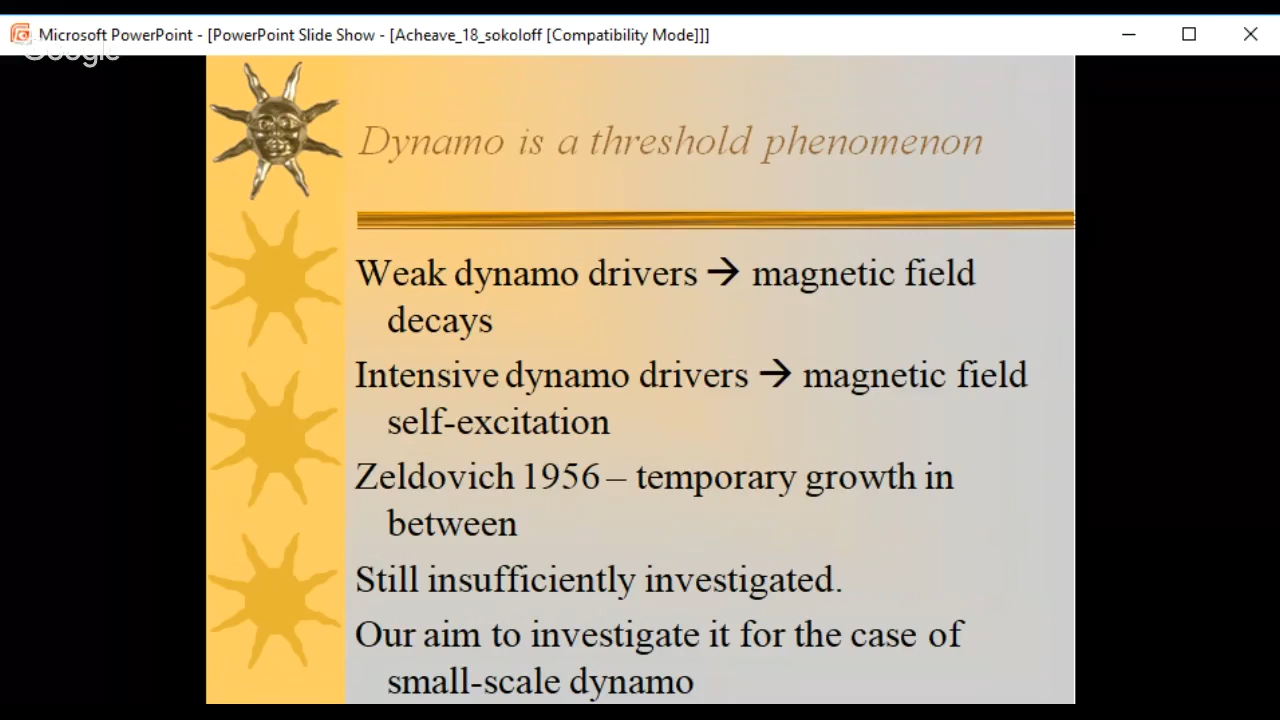 Microsoft PowerPoint - [PowerPoint Slide Show - [Acheave_18_sokoloff [Compatibility Mode]]]
Google
Dynamo is a threshold phenomenon
Weak dynamo drivers → magnetic field
decays
Intensive dynamo drivers → magnetic field
self-excitation
Zeldovich 1956 – temporary growth in
between
Still insufficiently investigated.
Our aim to investigate it for the case of
small-scale dynamo